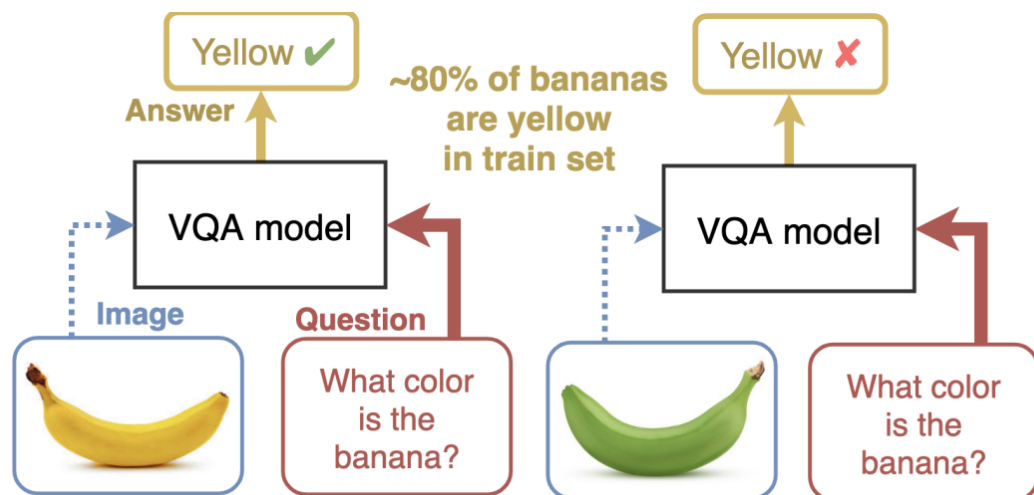 Yellow ✔
Yellow ✘
~80% of bananas
are yellow
in train set
Answer
VQA model
VQA model
Image
Question
What color
is the
banana?
What color
is the
banana?